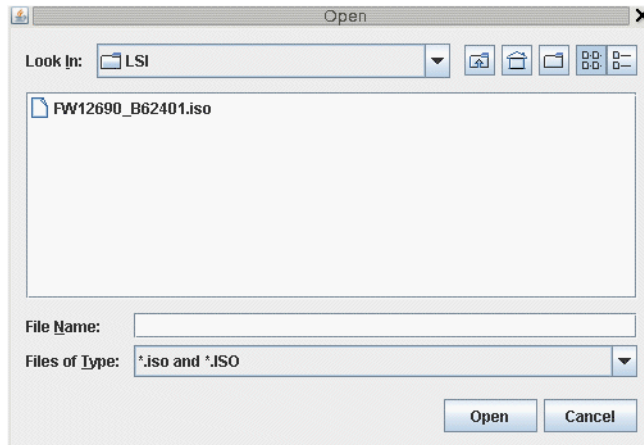 Open
Look In: LSI
FW12690_B62401.iso
File Name:
Files of Type: *.iso and *.ISO
Open Cancel